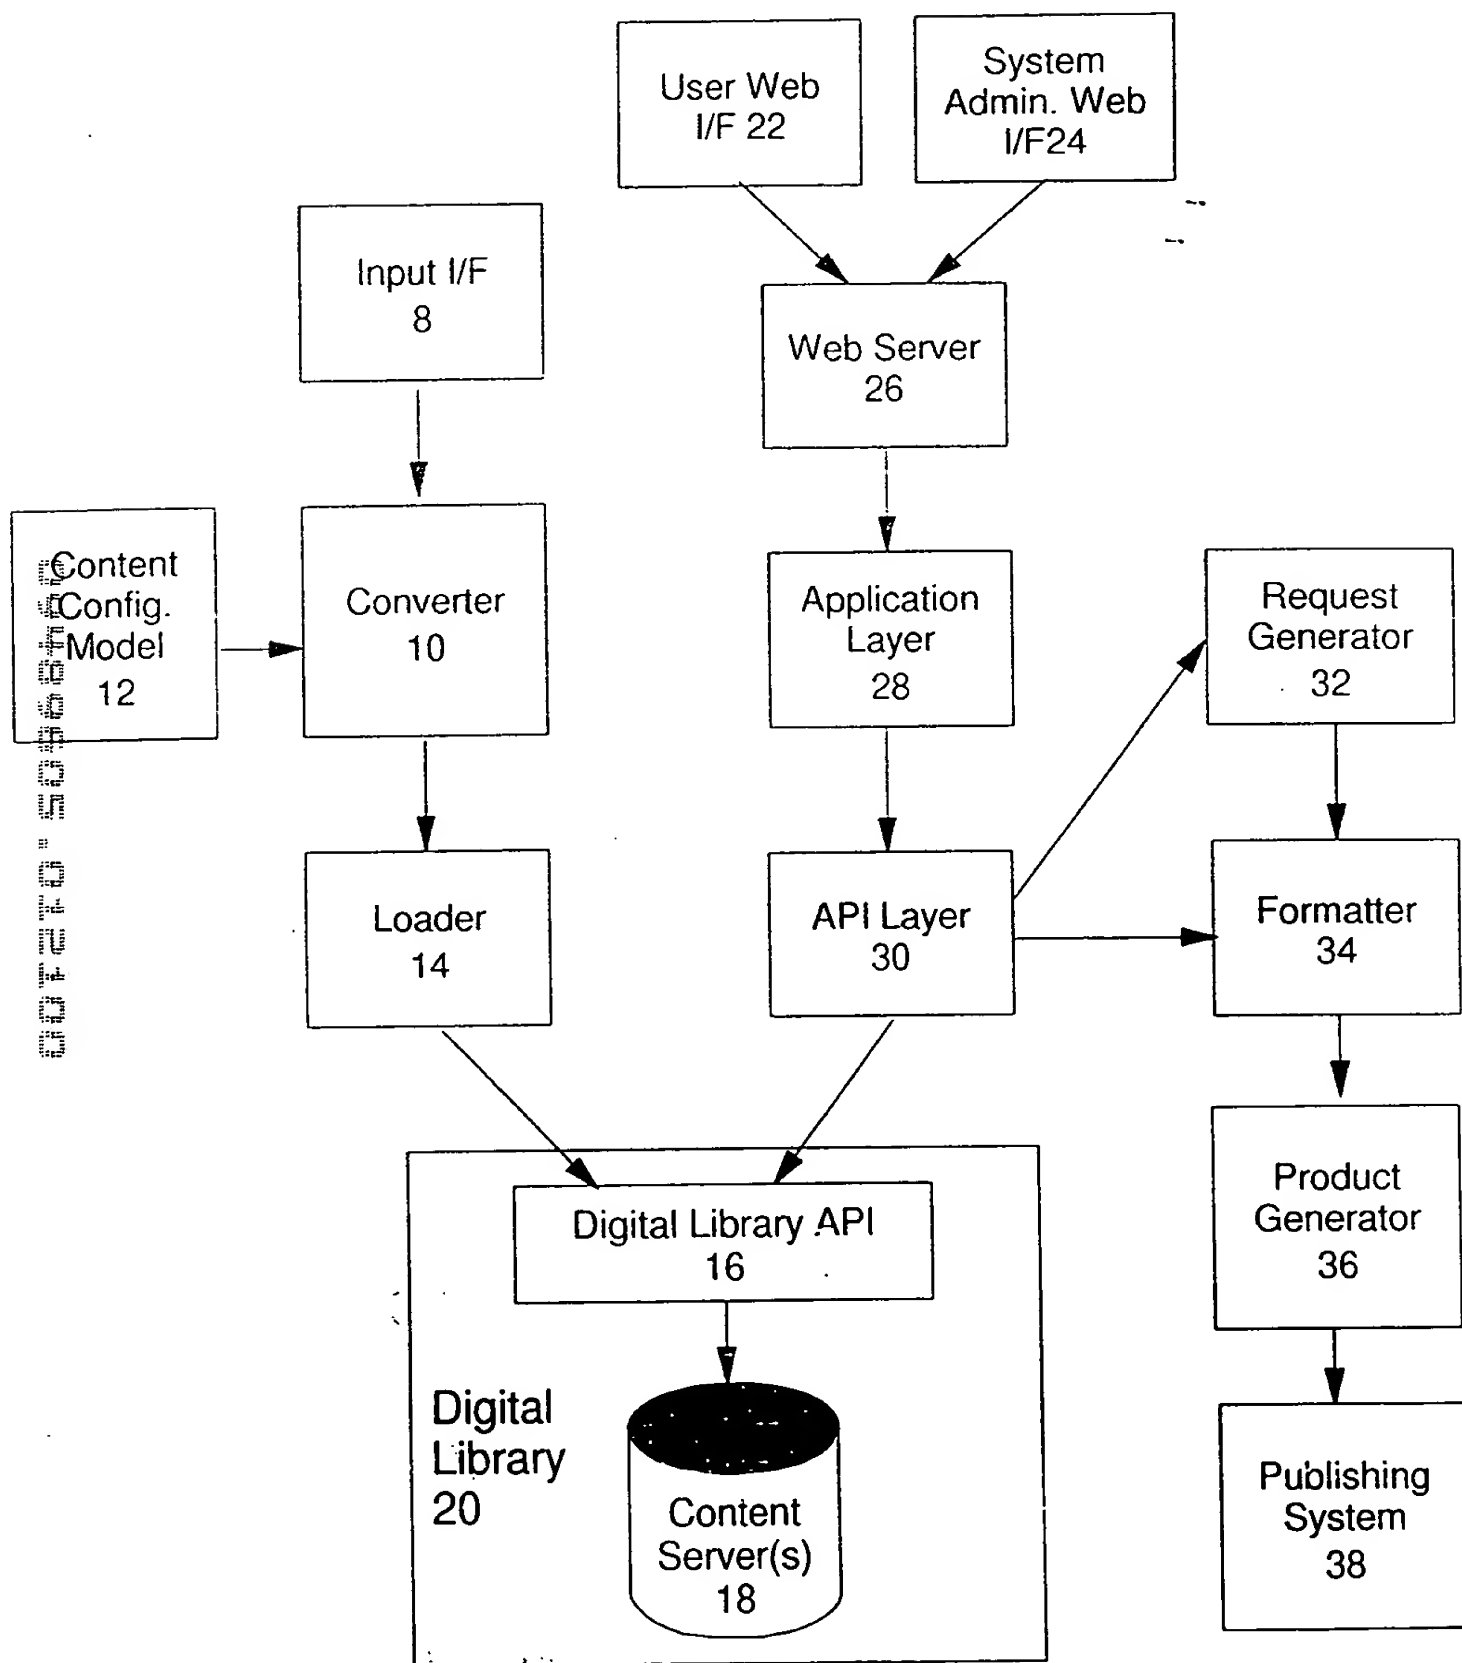 User Web
I/F 22
System
Admin. Web
I/F24
Input I/F
8
Web Server
26
Content
Config.
Model
12
Converter
10
Application
Layer
28
Request
Generator
32
Loader
14
API Layer
30
Formatter
34
Digital Library API
16
Product
Generator
36
Digital
Library
20
Content
Server(s)
18
Publishing
System
38